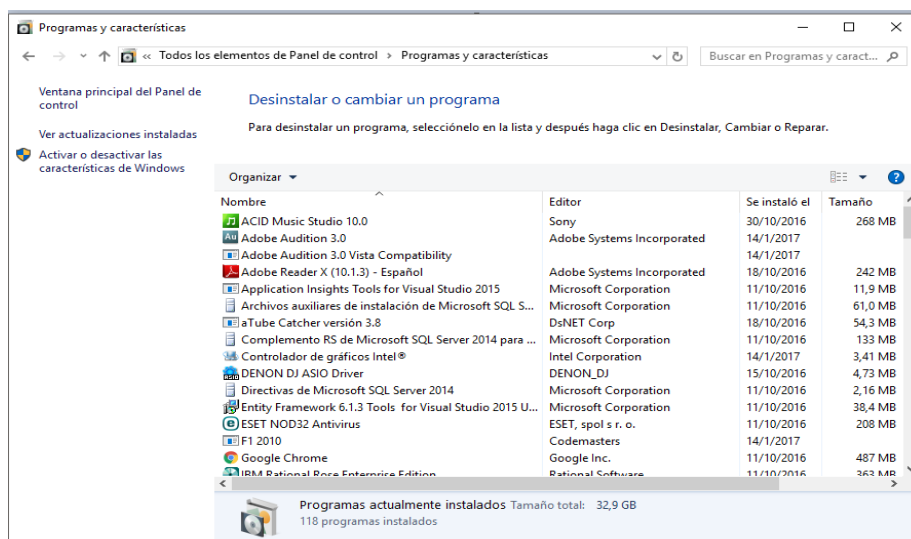 Programas y características
« Todos los elementos de Panel de control > Programas y características
Buscar en Programas y caract...
Ventana principal del Panel de control
Ver actualizaciones instaladas
Activar o desactivar las características de Windows
Desinstalar o cambiar un programa
Para desinstalar un programa, selecciónelo en la lista y después haga clic en Desinstalar, Cambiar o Reparar.
Organizar
Nombre Editor Se instaló el Tamaño
ACID Music Studio 10.0 Sony 30/10/2016 268 MB
Au Adobe Audition 3.0 Adobe Systems Incorporated 14/1/2017
Adobe Audition 3.0 Vista Compatibility 14/1/2017
Adobe Reader X (10.1.3) - Español Adobe Systems Incorporated 18/10/2016 242 MB
Application Insights Tools for Visual Studio 2015 Microsoft Corporation 11/10/2016 11,9 MB
Archivos auxiliares de instalación de Microsoft SQL S... Microsoft Corporation 11/10/2016 61,0 MB
aTube Catcher versión 3.8 DsNET Corp 18/10/2016 54,3 MB
Complemento RS de Microsoft SQL Server 2014 para ... Microsoft Corporation 11/10/2016 133 MB
Controlador de gráficos Intel® Intel Corporation 14/1/2017 3,41 MB
DENON DJ ASIO Driver DENON_DJ 15/10/2016 4,73 MB
Directivas de Microsoft SQL Server 2014 Microsoft Corporation 11/10/2016 2,16 MB
Entity Framework 6.1.3 Tools for Visual Studio 2015 U... Microsoft Corporation 11/10/2016 38,4 MB
ESET NOD32 Antivirus ESET, spol s r. o. 11/10/2016 208 MB
F1 2010 Codemasters 14/1/2017
Google Chrome Google Inc. 11/10/2016 487 MB
IBM Rational Rose Enterprise Edition Rational Software 11/10/2016 363 MB
Programas actualmente instalados Tamaño total: 32,9 GB
118 programas instalados